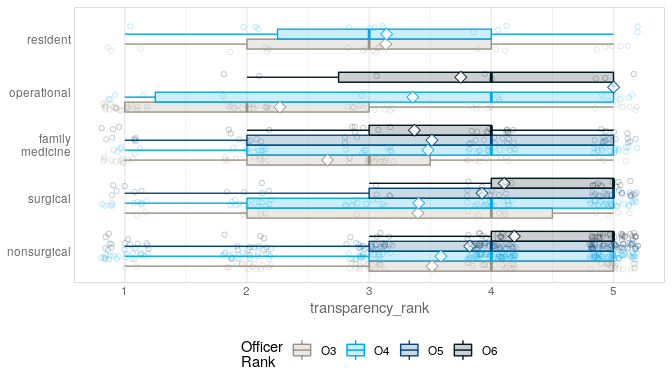 resident
operational
family
medicine
surgical
nonsurgical
1 2 3 4 5
transparency_rank
Officer
Rank
O3 O4 O5 O6